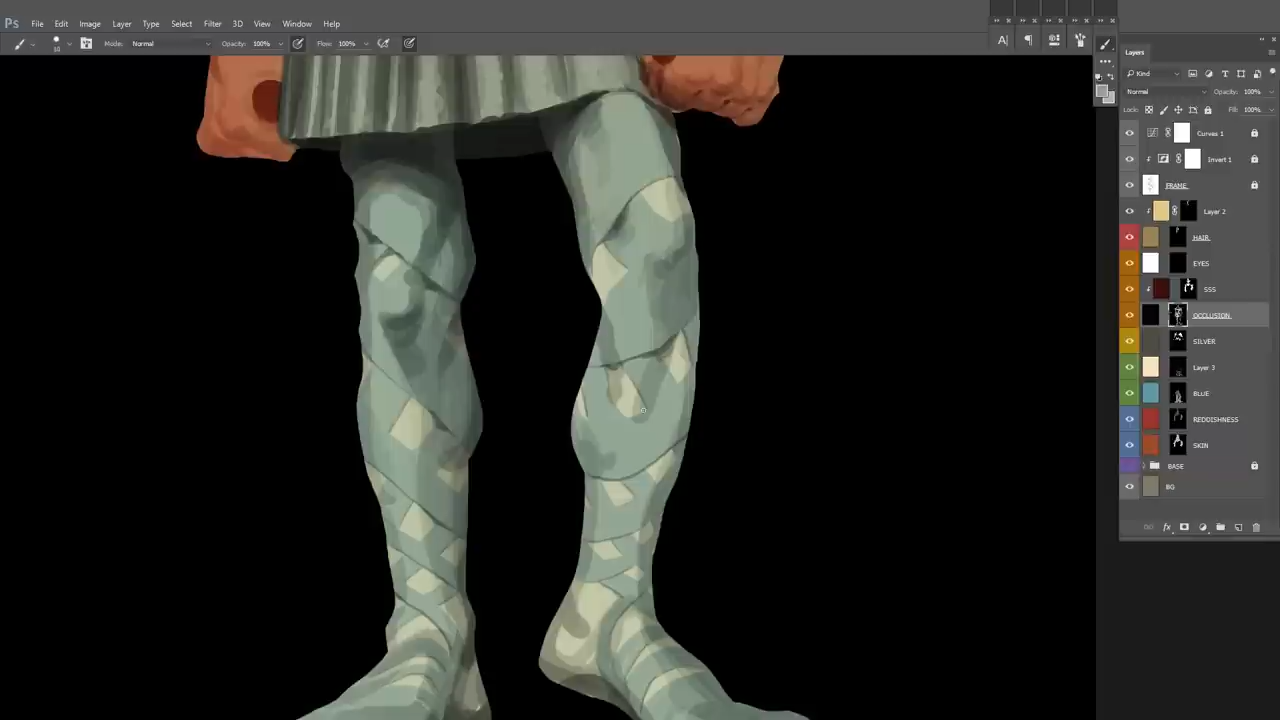 Ps File Edit Image Layer Type Select Filter 3D View Window Help
10 Mode: Normal Opacity: 100% Flow: 100%
A|
Layers
Kind
Normal Opacity: 100%
Lock: Fill: 100%
Curves 1
Invert 1
FRAME
Layer 2
HAIR
EYES
SSS
OCCLUSION
SILVER
Layer 3
BLUE
REDDISHNESS
SKIN
BASE
BG
fx